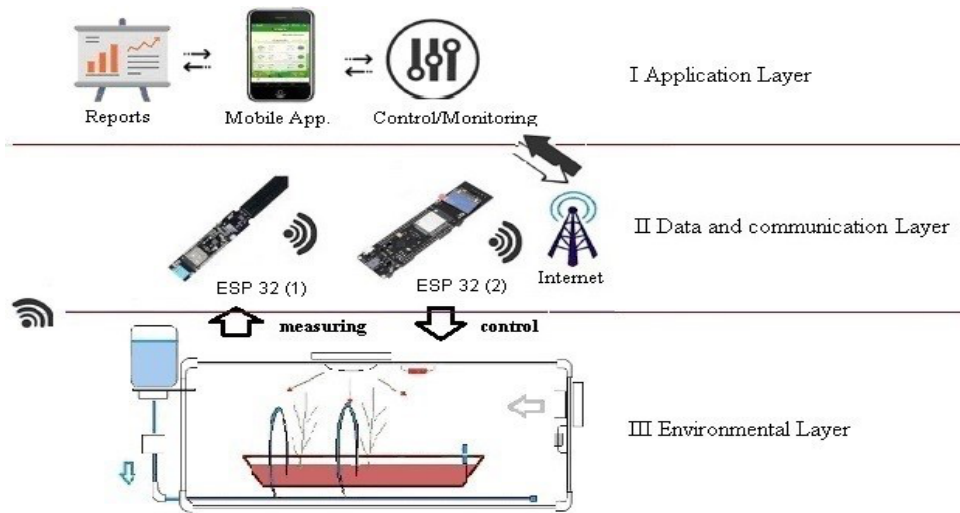 I Application Layer
Reports
Mobile App.
Control/Monitoring
II Data and communication Layer
Internet
ESP 32 (1)
ESP 32 (2)
measuring
control
III Environmental Layer